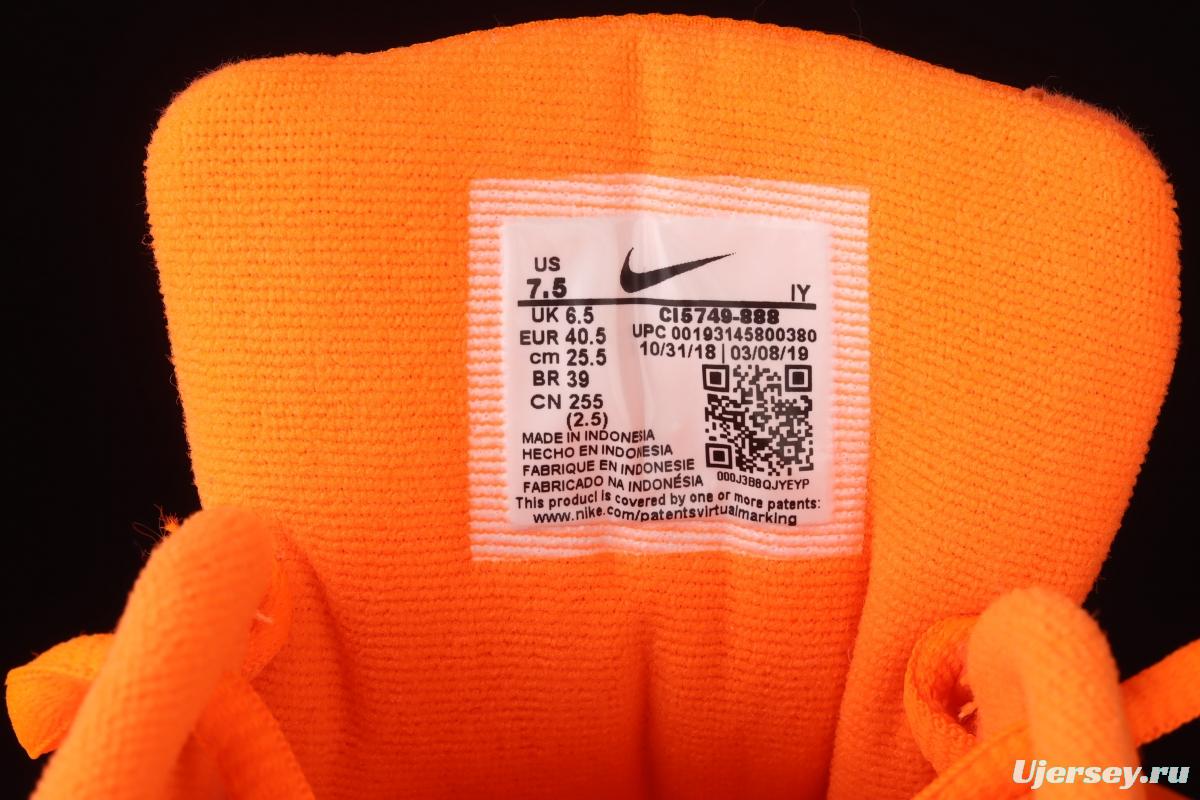 US
7.5
IY
UK 6.5
EUR 40.5
cm 25.5
BR 39
CN 255
(2.5)
CI5749-888
UPC 00193145800380
10/31/18 | 03/08/19
000J3B8QJYEYP
MADE IN INDONESIA
HECHO EN INDONESIA
FABRIQUE EN INDONESIE
FABRICADO NA INDONÉSIA
This product is covered by one or more patents:
www.nike.com/patentsvirtualmarking
Ujersey.ru